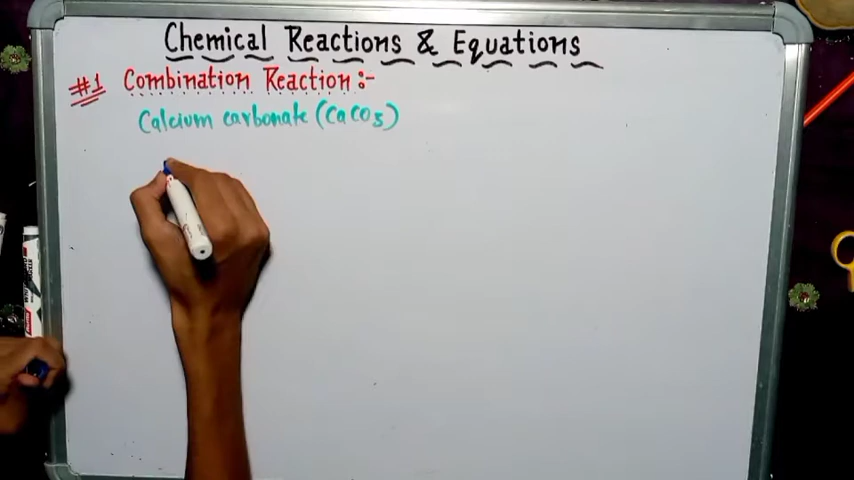 Chemical Reactions & Equations
#1 Combination Reaction :-
Calcium carbonate (CaCO3)